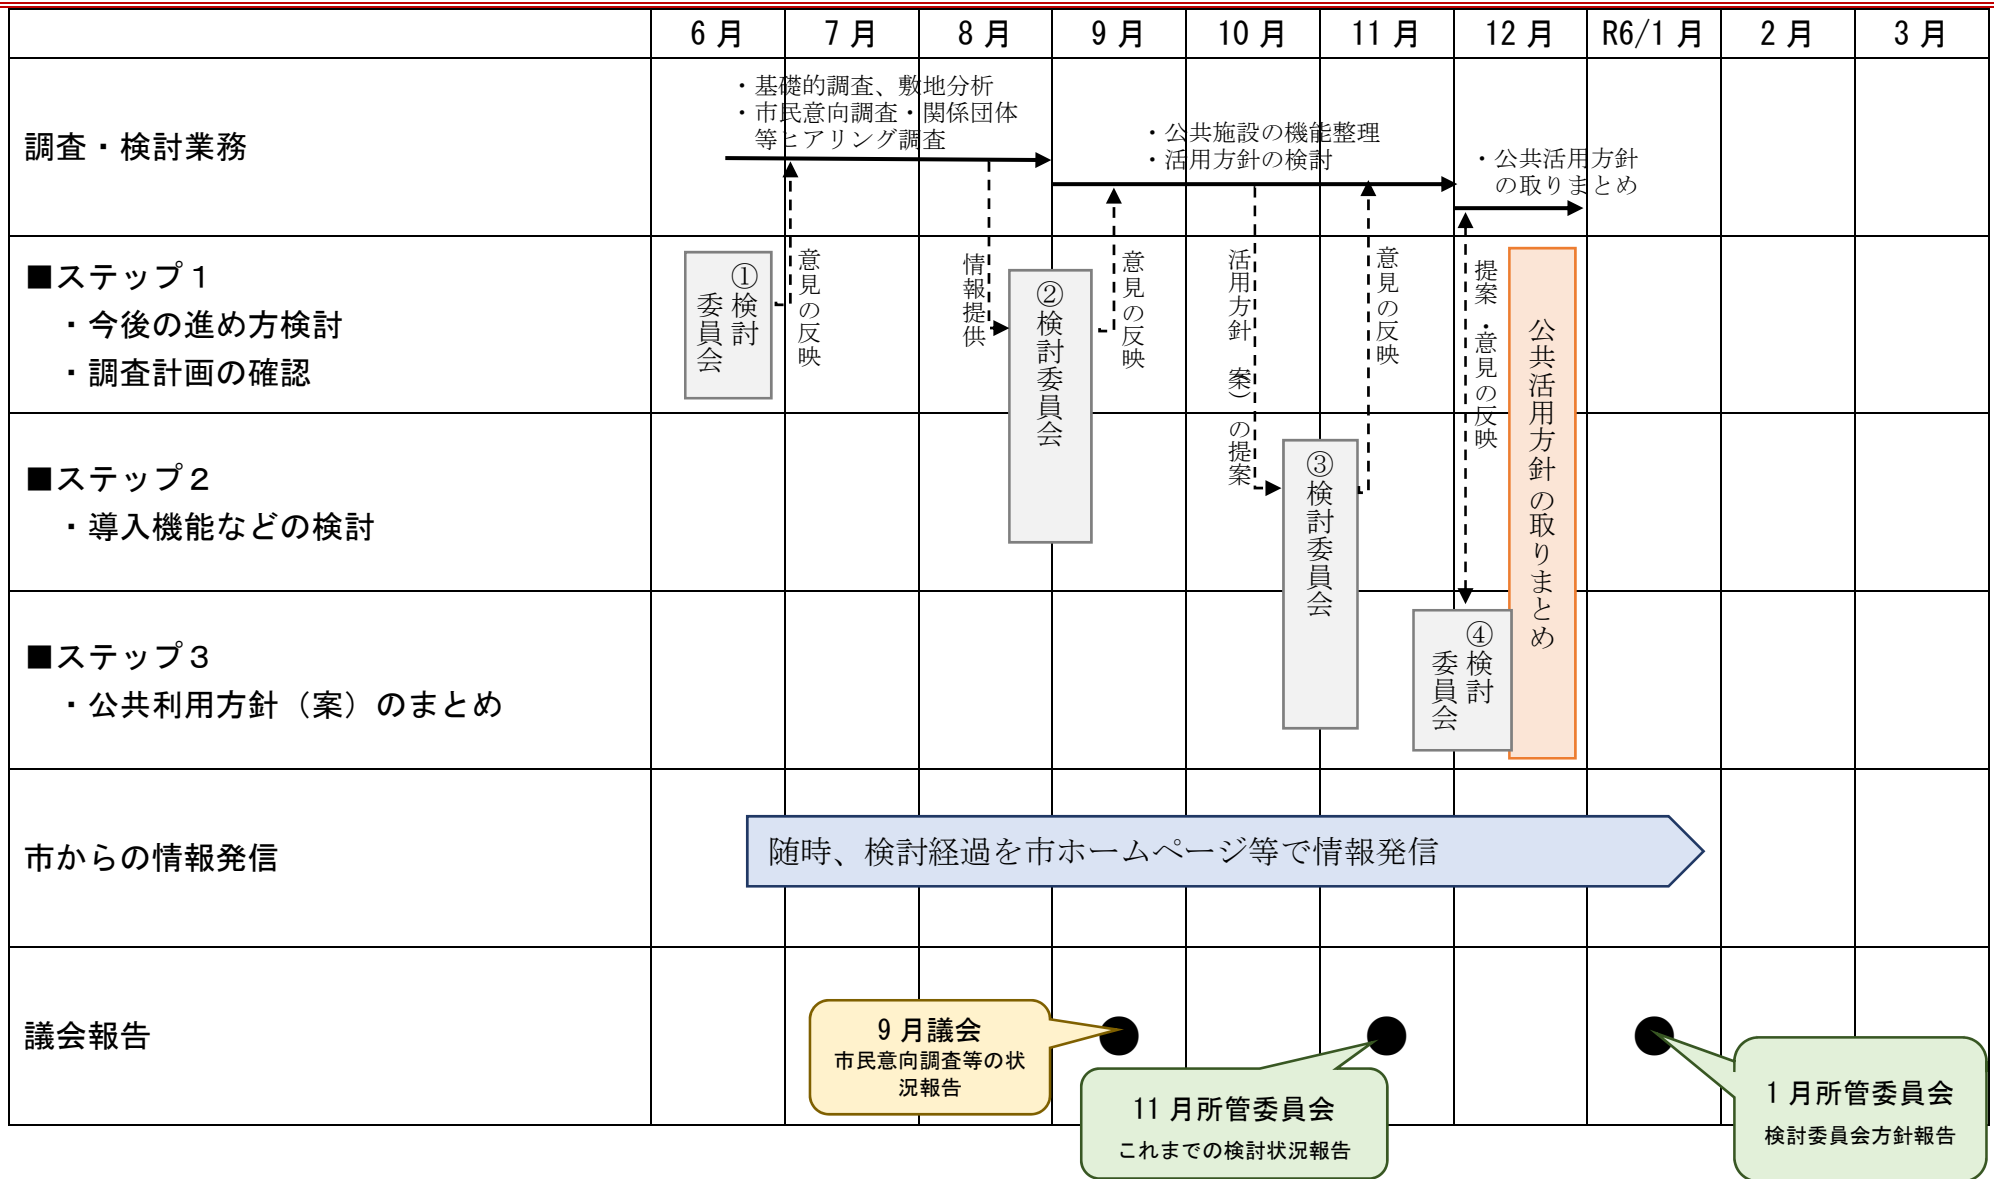 6月 7月 8月 9月 10月 11月 12月 R6/1月 2月 3月
調査・検討業務
・基礎的調査、敷地分析
・市民意向調査・関係団体
等ヒアリング調査
・公共施設の機能整理
・活用方針の検討
・公共活用方針
の取りまとめ
■ステップ1
・今後の進め方検討
・調査計画の確認
①検討
委員会
意見の反映
情報提供
②検討委員会
意見の反映
活用方針 案）の提案
意見の反映
提案・意見の反映
公共活用方針の取りまとめ
■ステップ2
・導入機能などの検討
③検討委員会
■ステップ3
・公共利用方針（案）のまとめ
④検討
委員会
市からの情報発信
随時、検討経過を市ホームページ等で情報発信
議会報告
9月議会
市民意向調査等の状
況報告
11月所管委員会
これまでの検討状況報告
1月所管委員会
検討委員会方針報告